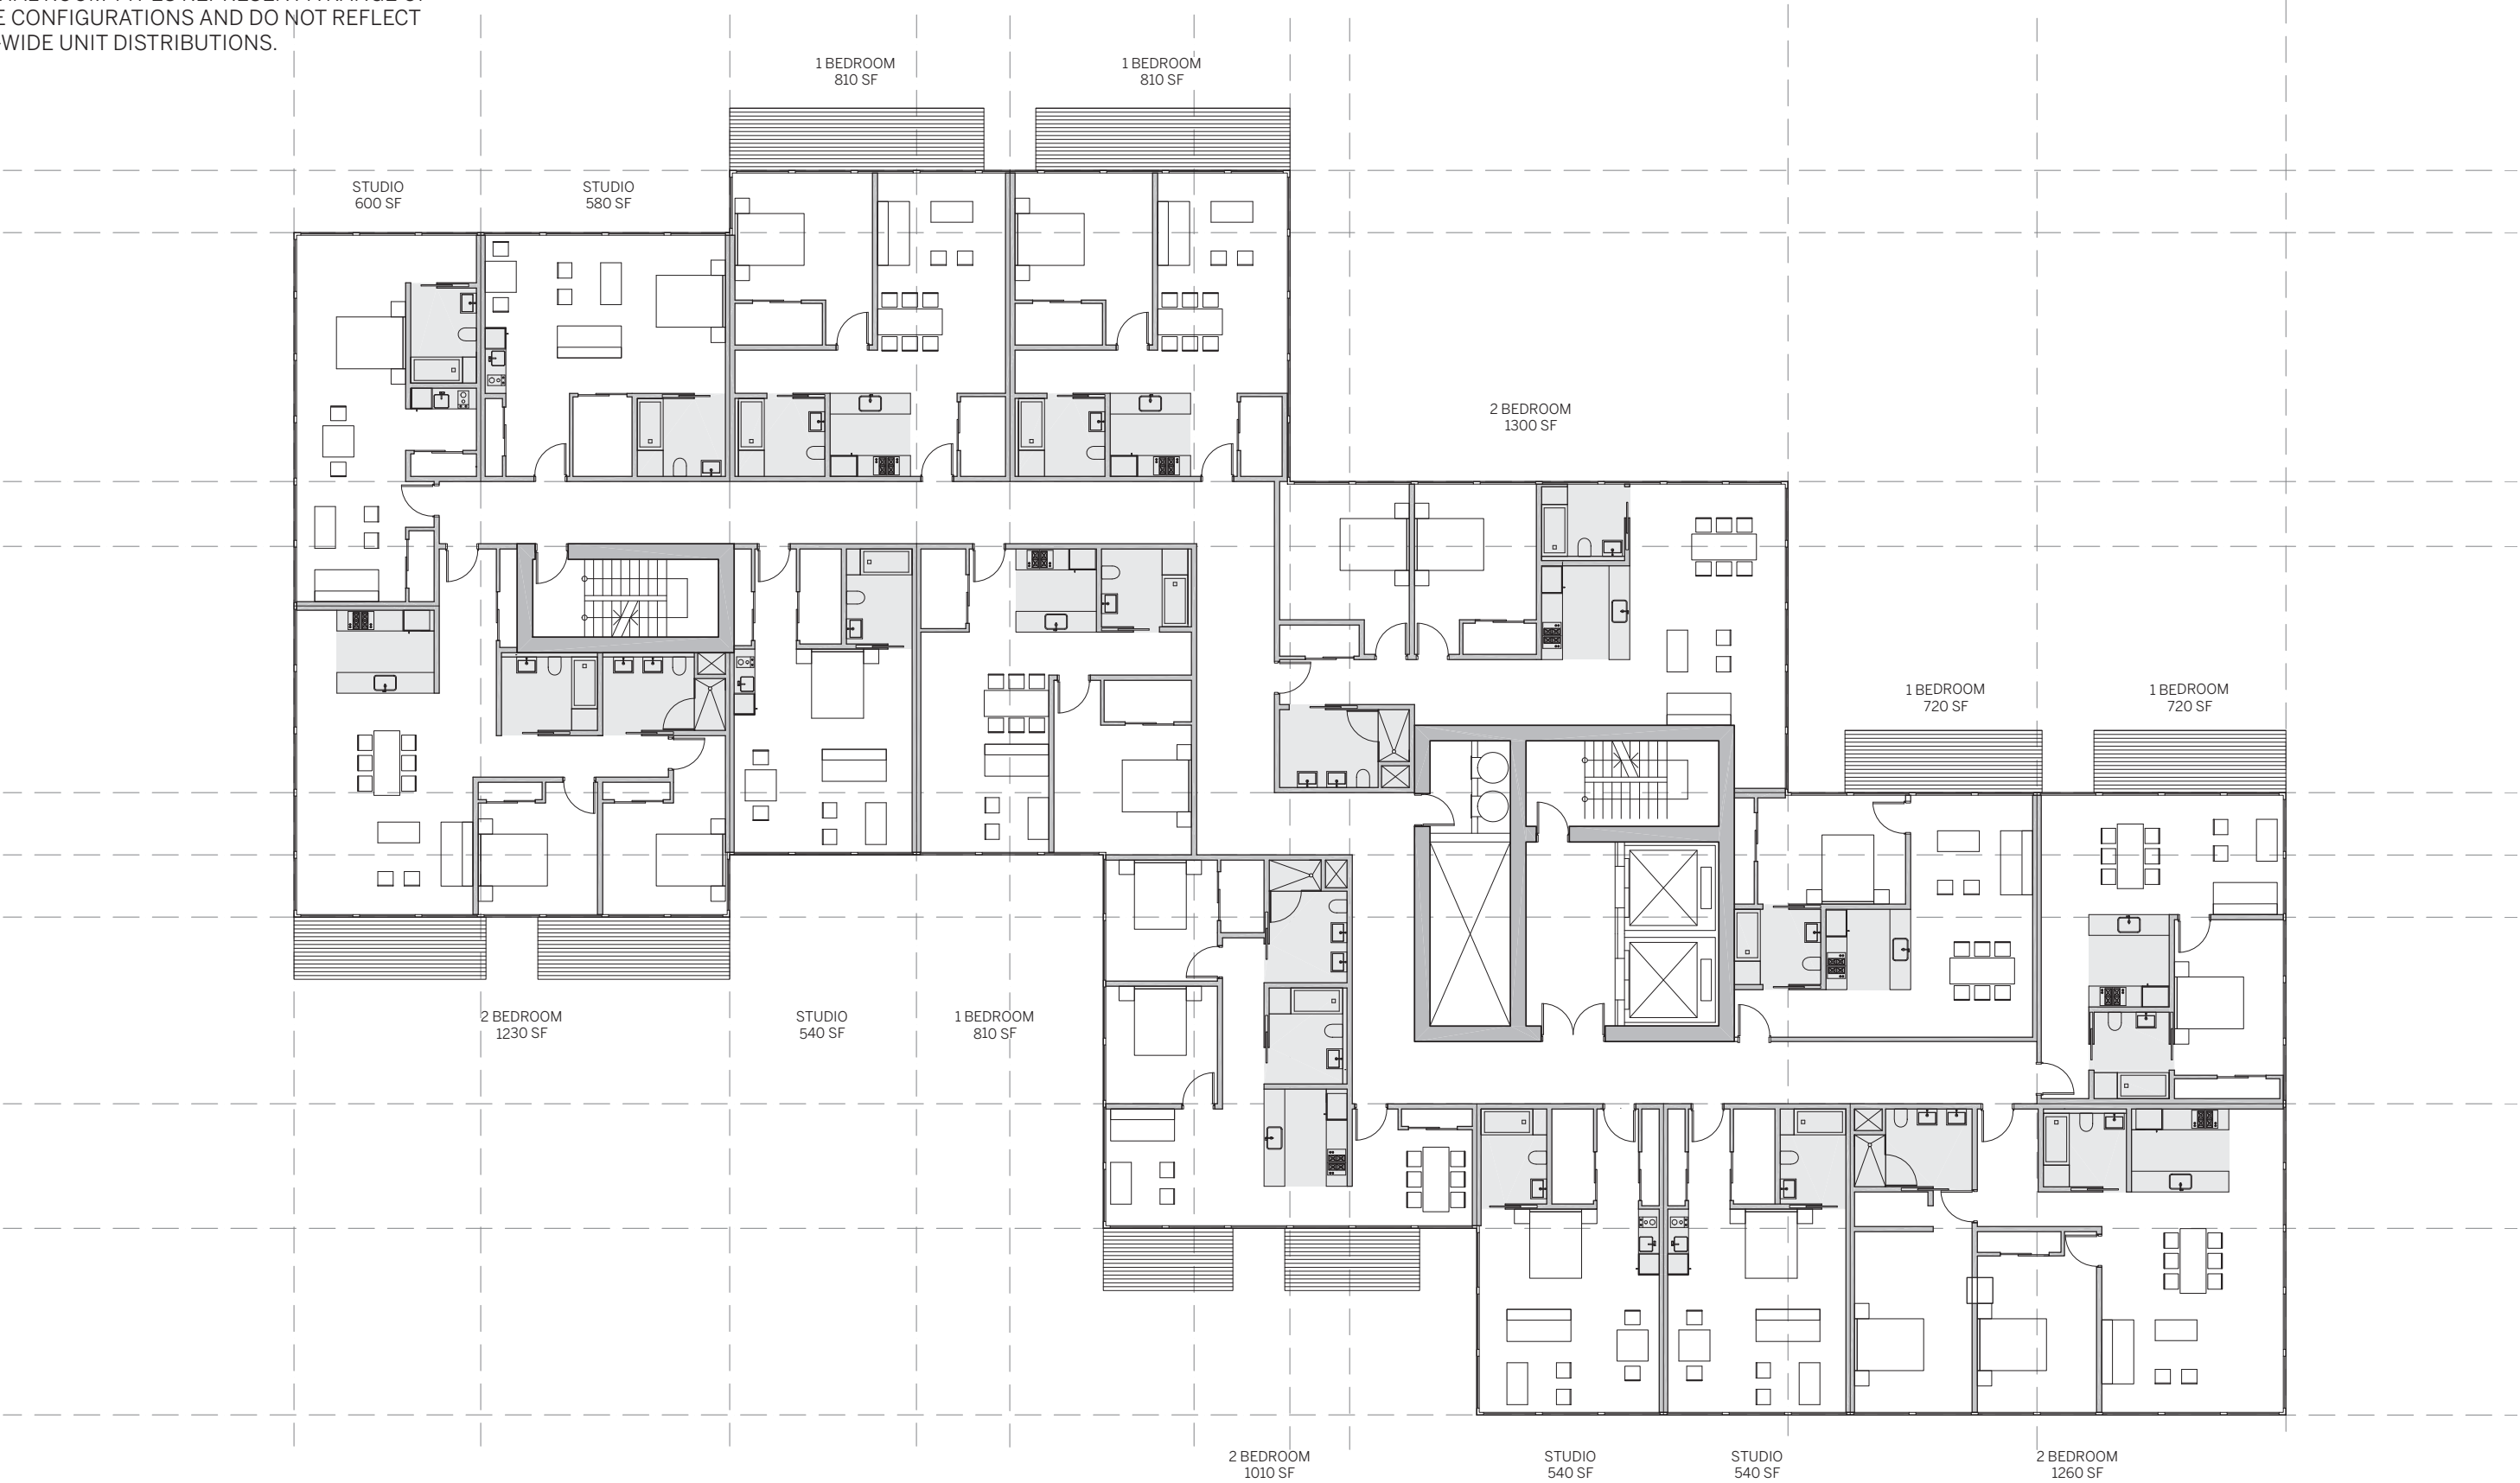 E CONFIGURATIONS AND DO NOT REFLECT
WIDE UNIT DISTRIBUTIONS.
1 BEDROOM
810 SF
1 BEDROOM
810 SF
STUDIO
600 SF
STUDIO
580 SF
2 BEDROOM
1300 SF
1 BEDROOM
720 SF
1 BEDROOM
720 SF
2 BEDROOM
1230 SF
STUDIO
540 SF
1 BEDROOM
810 SF
2 BEDROOM
1010 SF
STUDIO
540 SF
STUDIO
540 SF
2 BEDROOM
1260 SF